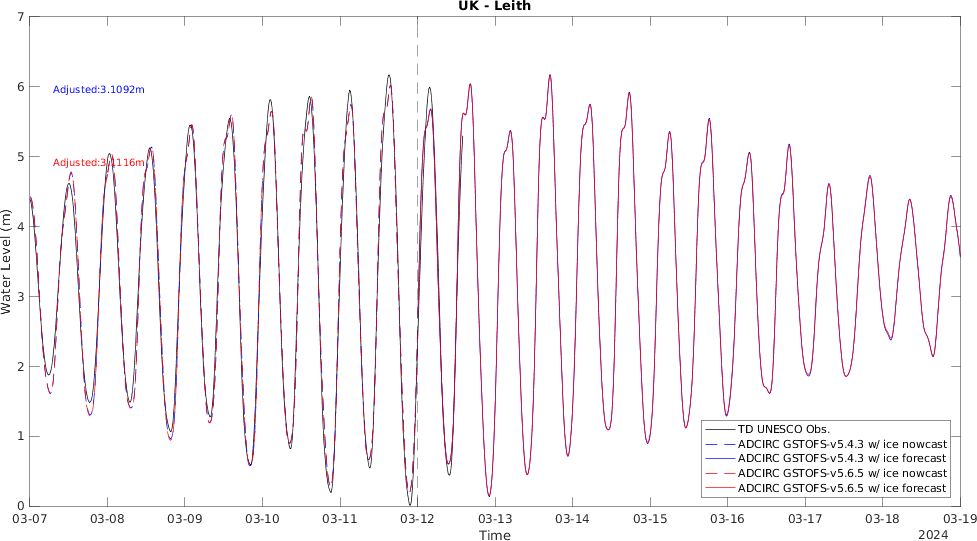 UK - Leith
7
6
5
4
3
2
1
0
Water Level (m)
Adjusted:3.1092m
Adjusted:3.1116m
TD UNESCO Obs.
ADCIRC GSTOFS-v5.4.3 w/ ice nowcast
ADCIRC GSTOFS-v5.4.3 w/ ice forecast
ADCIRC GSTOFS-v5.6.5 w/ ice nowcast
ADCIRC GSTOFS-v5.6.5 w/ ice forecast
03-07 03-08 03-09 03-10 03-11 03-12 03-13 03-14 03-15 03-16 03-17 03-18 03-19
Time
2024